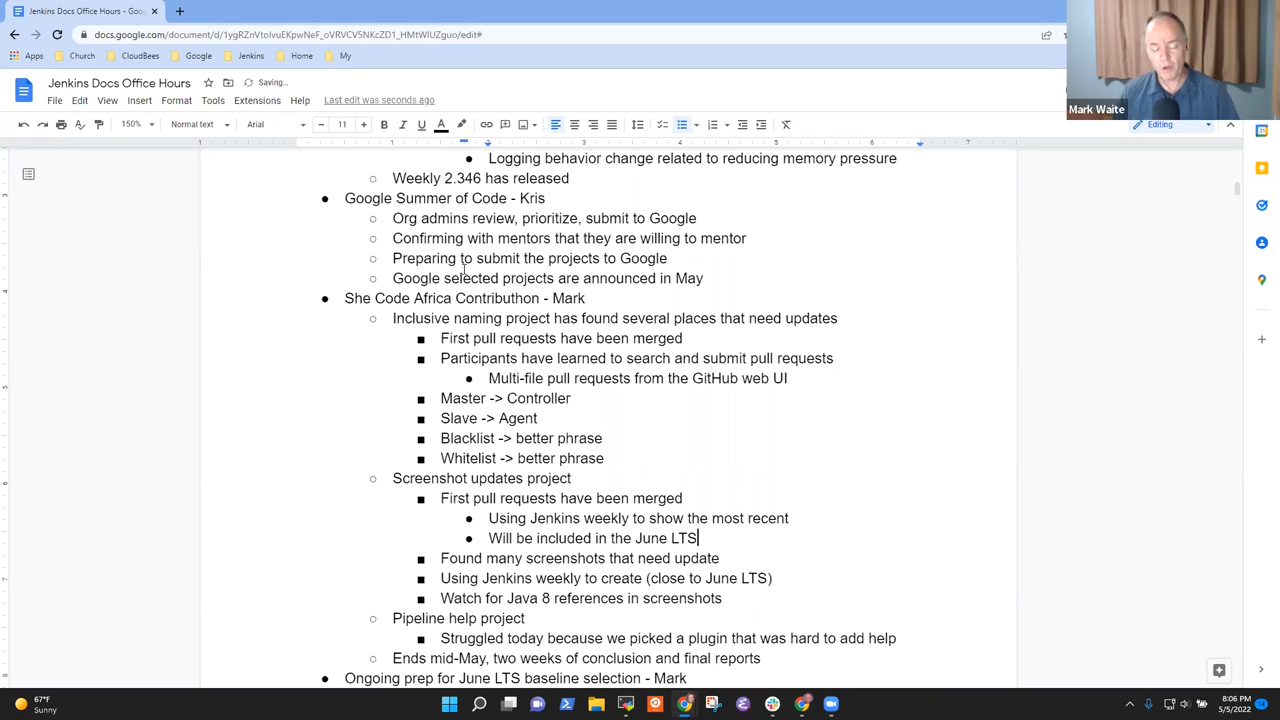 Jenkins Docs Office Hours - Goo
docs.google.com/document/d/1ygRZnVtoIvuEKpwNeF_oVRVCV5NKcZD1_HMtWIUZguo/edit#
Apps Church CloudBees Google Jenkins Home My
Mark Waite
Jenkins Docs Office Hours Saving...
File Edit View Insert Format Tools Extensions Help Last edit was seconds ago
150% Normal text Arial 11 Editing
Logging behavior change related to reducing memory pressure
Weekly 2.346 has released
Google Summer of Code - Kris
Org admins review, prioritize, submit to Google
Confirming with mentors that they are willing to mentor
Preparing to submit the projects to Google
Google selected projects are announced in May
She Code Africa Contributhon - Mark
Inclusive naming project has found several places that need updates
First pull requests have been merged
Participants have learned to search and submit pull requests
Multi-file pull requests from the GitHub web UI
Master -> Controller
Slave -> Agent
Blacklist -> better phrase
Whitelist -> better phrase
Screenshot updates project
First pull requests have been merged
Using Jenkins weekly to show the most recent
Will be included in the June LTS
Found many screenshots that need update
Using Jenkins weekly to create (close to June LTS)
Watch for Java 8 references in screenshots
Pipeline help project
Struggled today because we picked a plugin that was hard to add help
Ends mid-May, two weeks of conclusion and final reports
Ongoing prep for June LTS baseline selection - Mark
67°F
Sunny
8:06 PM
5/5/2022